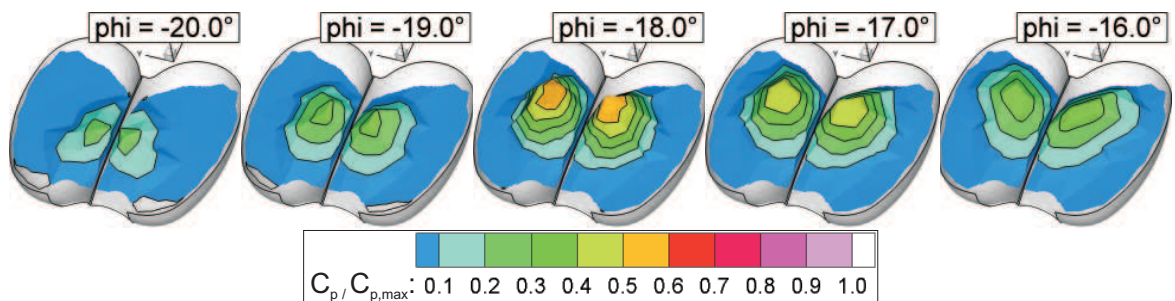 phi = -20.0° phi = -19.0° phi = -18.0° phi = -17.0° phi = -16.0°
Cp / Cp,max: 0.1 0.2 0.3 0.4 0.5 0.6 0.7 0.8 0.9 1.0